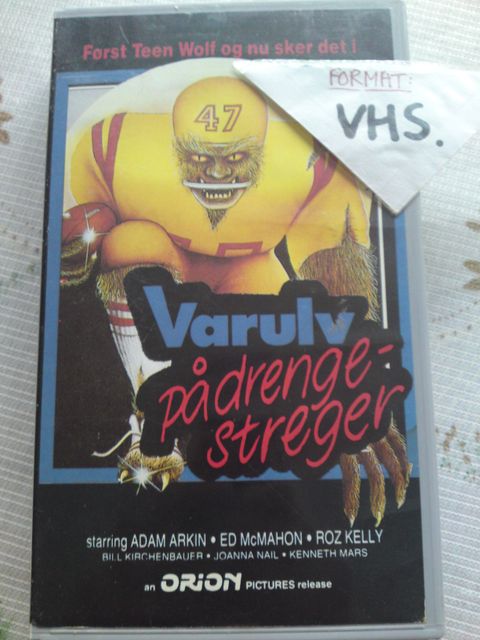 Først Teen Wolf og nu sker det i
FORMAT:
VHS.
47
Varulv
på drenge-
streger
starring ADAM ARKIN • ED McMAHON • ROZ KELLY
BILL KIRCHENBAUER • JOANNA NAIL • KENNETH MARS
an ORION PICTURES release